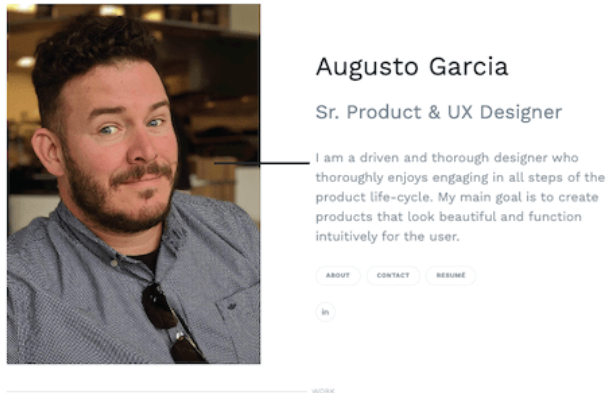 Augusto Garcia
Sr. Product & UX Designer
I am a driven and thorough designer who
thoroughly enjoys engaging in all steps of the
product life-cycle. My main goal is to create
products that look beautiful and function
intuitively for the user.
ABOUT CONTACT RESUMÉ
in
WORK